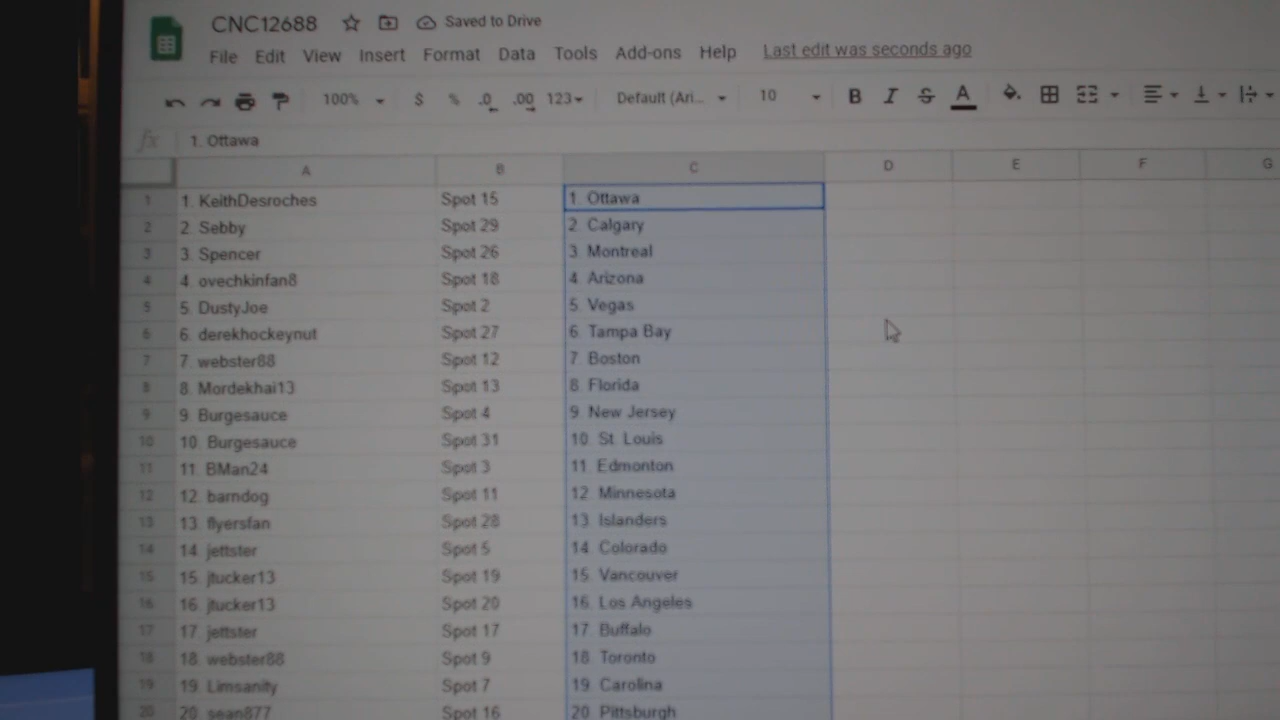 CNC12688 Saved to Drive
File Edit View Insert Format Data Tools Add-ons Help Last edit was seconds ago
100% $ % .0 .00 123 Default (Ari... 10 B I S A
fx 1. Ottawa
A B C D E F G
1 1. KeithDesroches Spot 15 1. Ottawa
2 2. Sebby Spot 29 2. Calgary
3 3. Spencer Spot 26 3. Montreal
4 4. ovechkinfan8 Spot 18 4. Arizona
5 5. DustyJoe Spot 2 5. Vegas
6 6. derekhockeynut Spot 27 6. Tampa Bay
7 7. webster88 Spot 12 7. Boston
8 8. Mordekhai13 Spot 13 8. Florida
9 9. Burgesauce Spot 4 9. New Jersey
10 10. Burgesauce Spot 31 10. St. Louis
11 11. BMan24 Spot 3 11. Edmonton
12 12. barndog Spot 11 12. Minnesota
13 13. flyersfan Spot 28 13. Islanders
14 14. jettster Spot 5 14. Colorado
15 15. jtucker13 Spot 19 15. Vancouver
16 16. jtucker13 Spot 20 16. Los Angeles
17 17. jettster Spot 17 17. Buffalo
18 18. webster88 Spot 9 18. Toronto
19 19. Limsanity Spot 7 19. Carolina
20 20. sean877 Spot 16 20. Pittsburgh